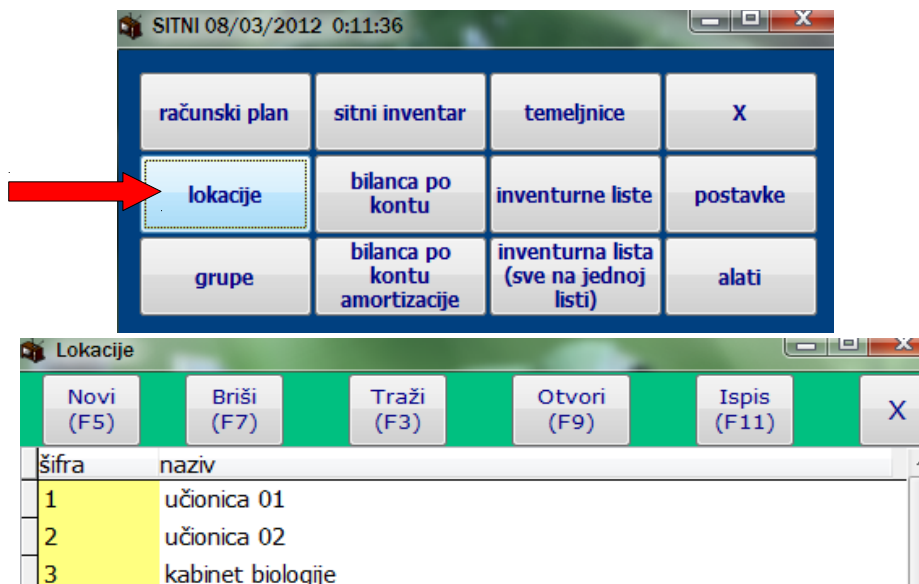 SITNI 08/03/2012 0:11:36
računski plan
sitni inventar
temeljnice
X
lokacije
bilanca po
kontu
inventurne liste
postavke
grupe
bilanca po
kontu
amortizacije
inventurna lista
(sve na jednoj
listi)
alati
Lokacije
Novi
(F5)
Briši
(F7)
Traži
(F3)
Otvori
(F9)
Ispis
(F11)
X
šifra naziv
1 učionica 01
2 učionica 02
3 kabinet biologije